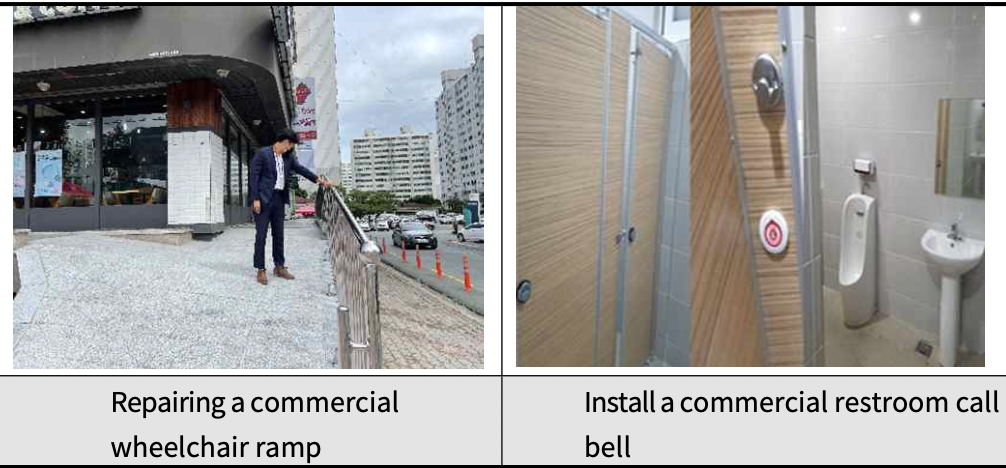 Repairing a commercial
wheelchair ramp
Install a commercial restroom call
bell